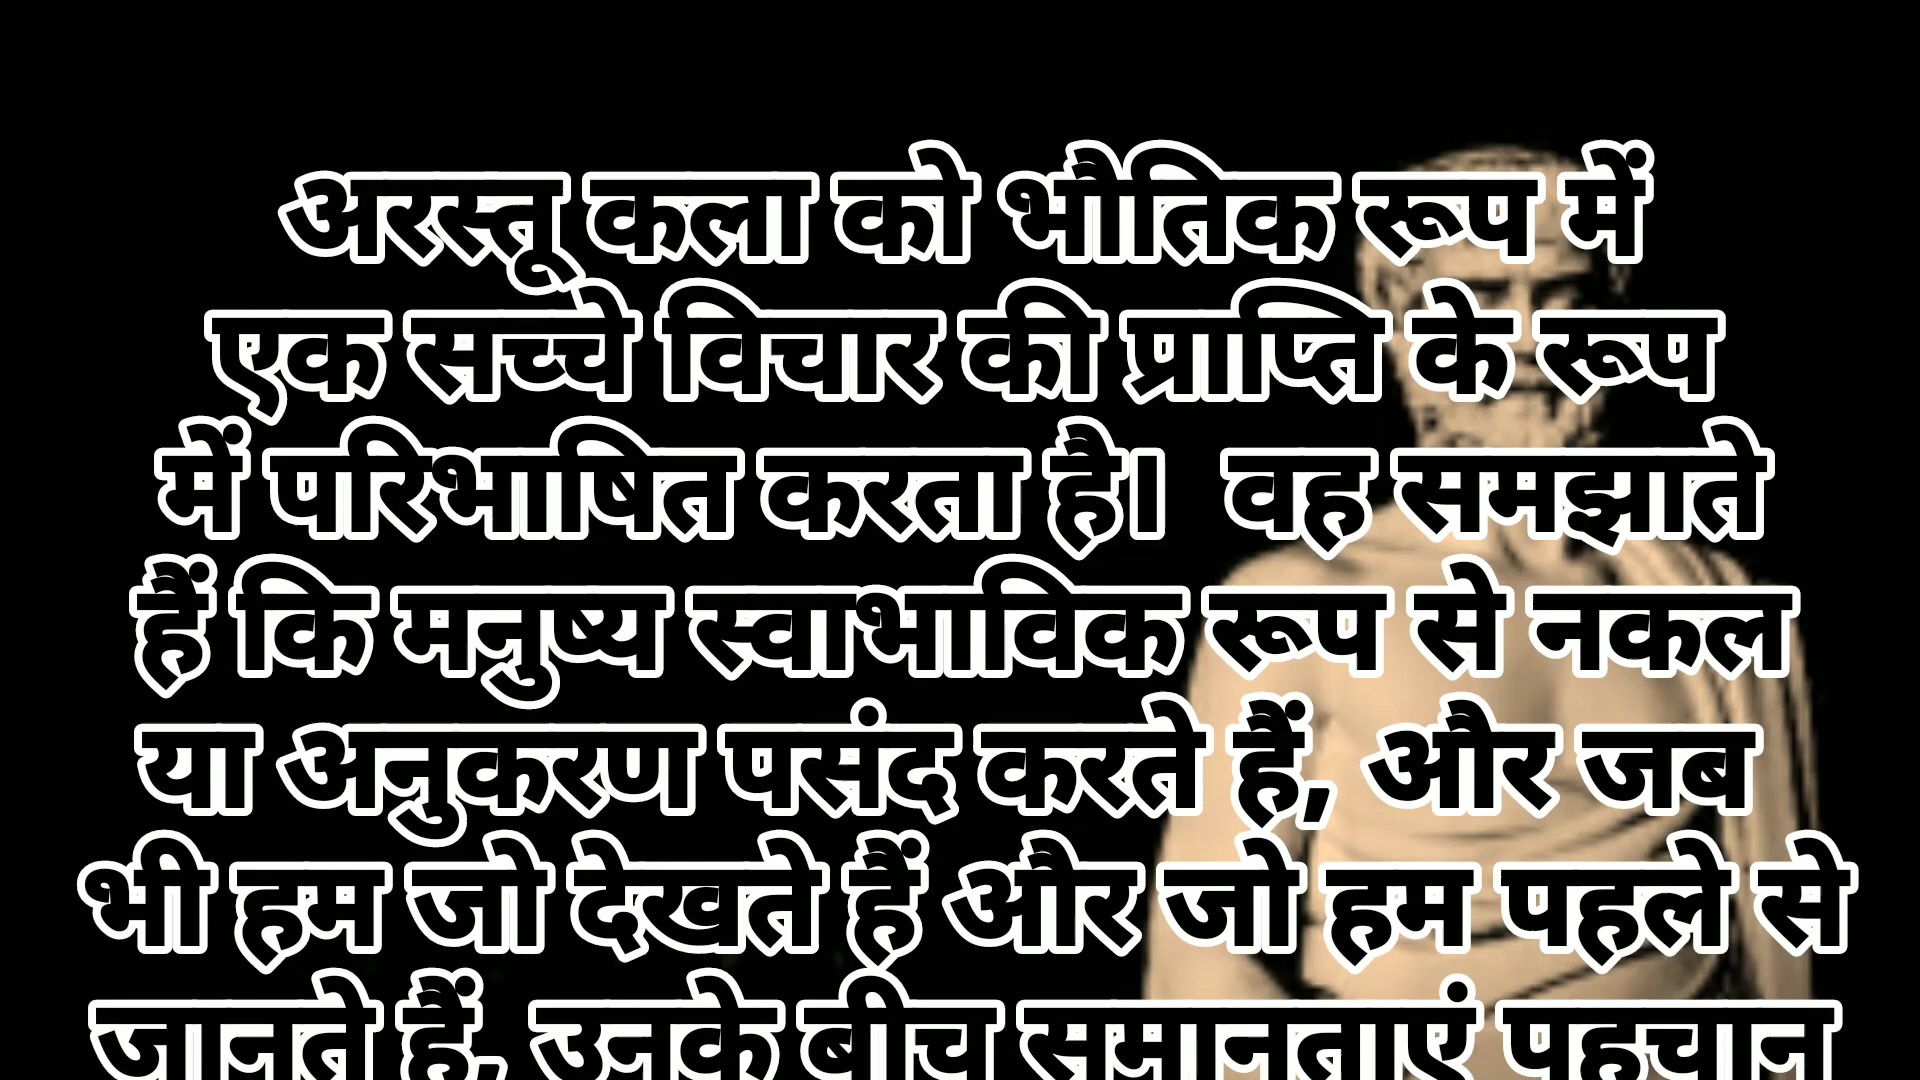 अरस्तू कला को भौतिक रूप में
एक सच्चे विचार की प्राप्ति के रूप
में परिभाषित करता है। वह समझाते
हैं कि मनुष्य स्वाभाविक रूप से नकल
या अनुकरण पसंद करते हैं, और जब
भी हम जो देखते हैं और जो हम पहले से
जानते हैं, उनके बीच समानताएं पहचान